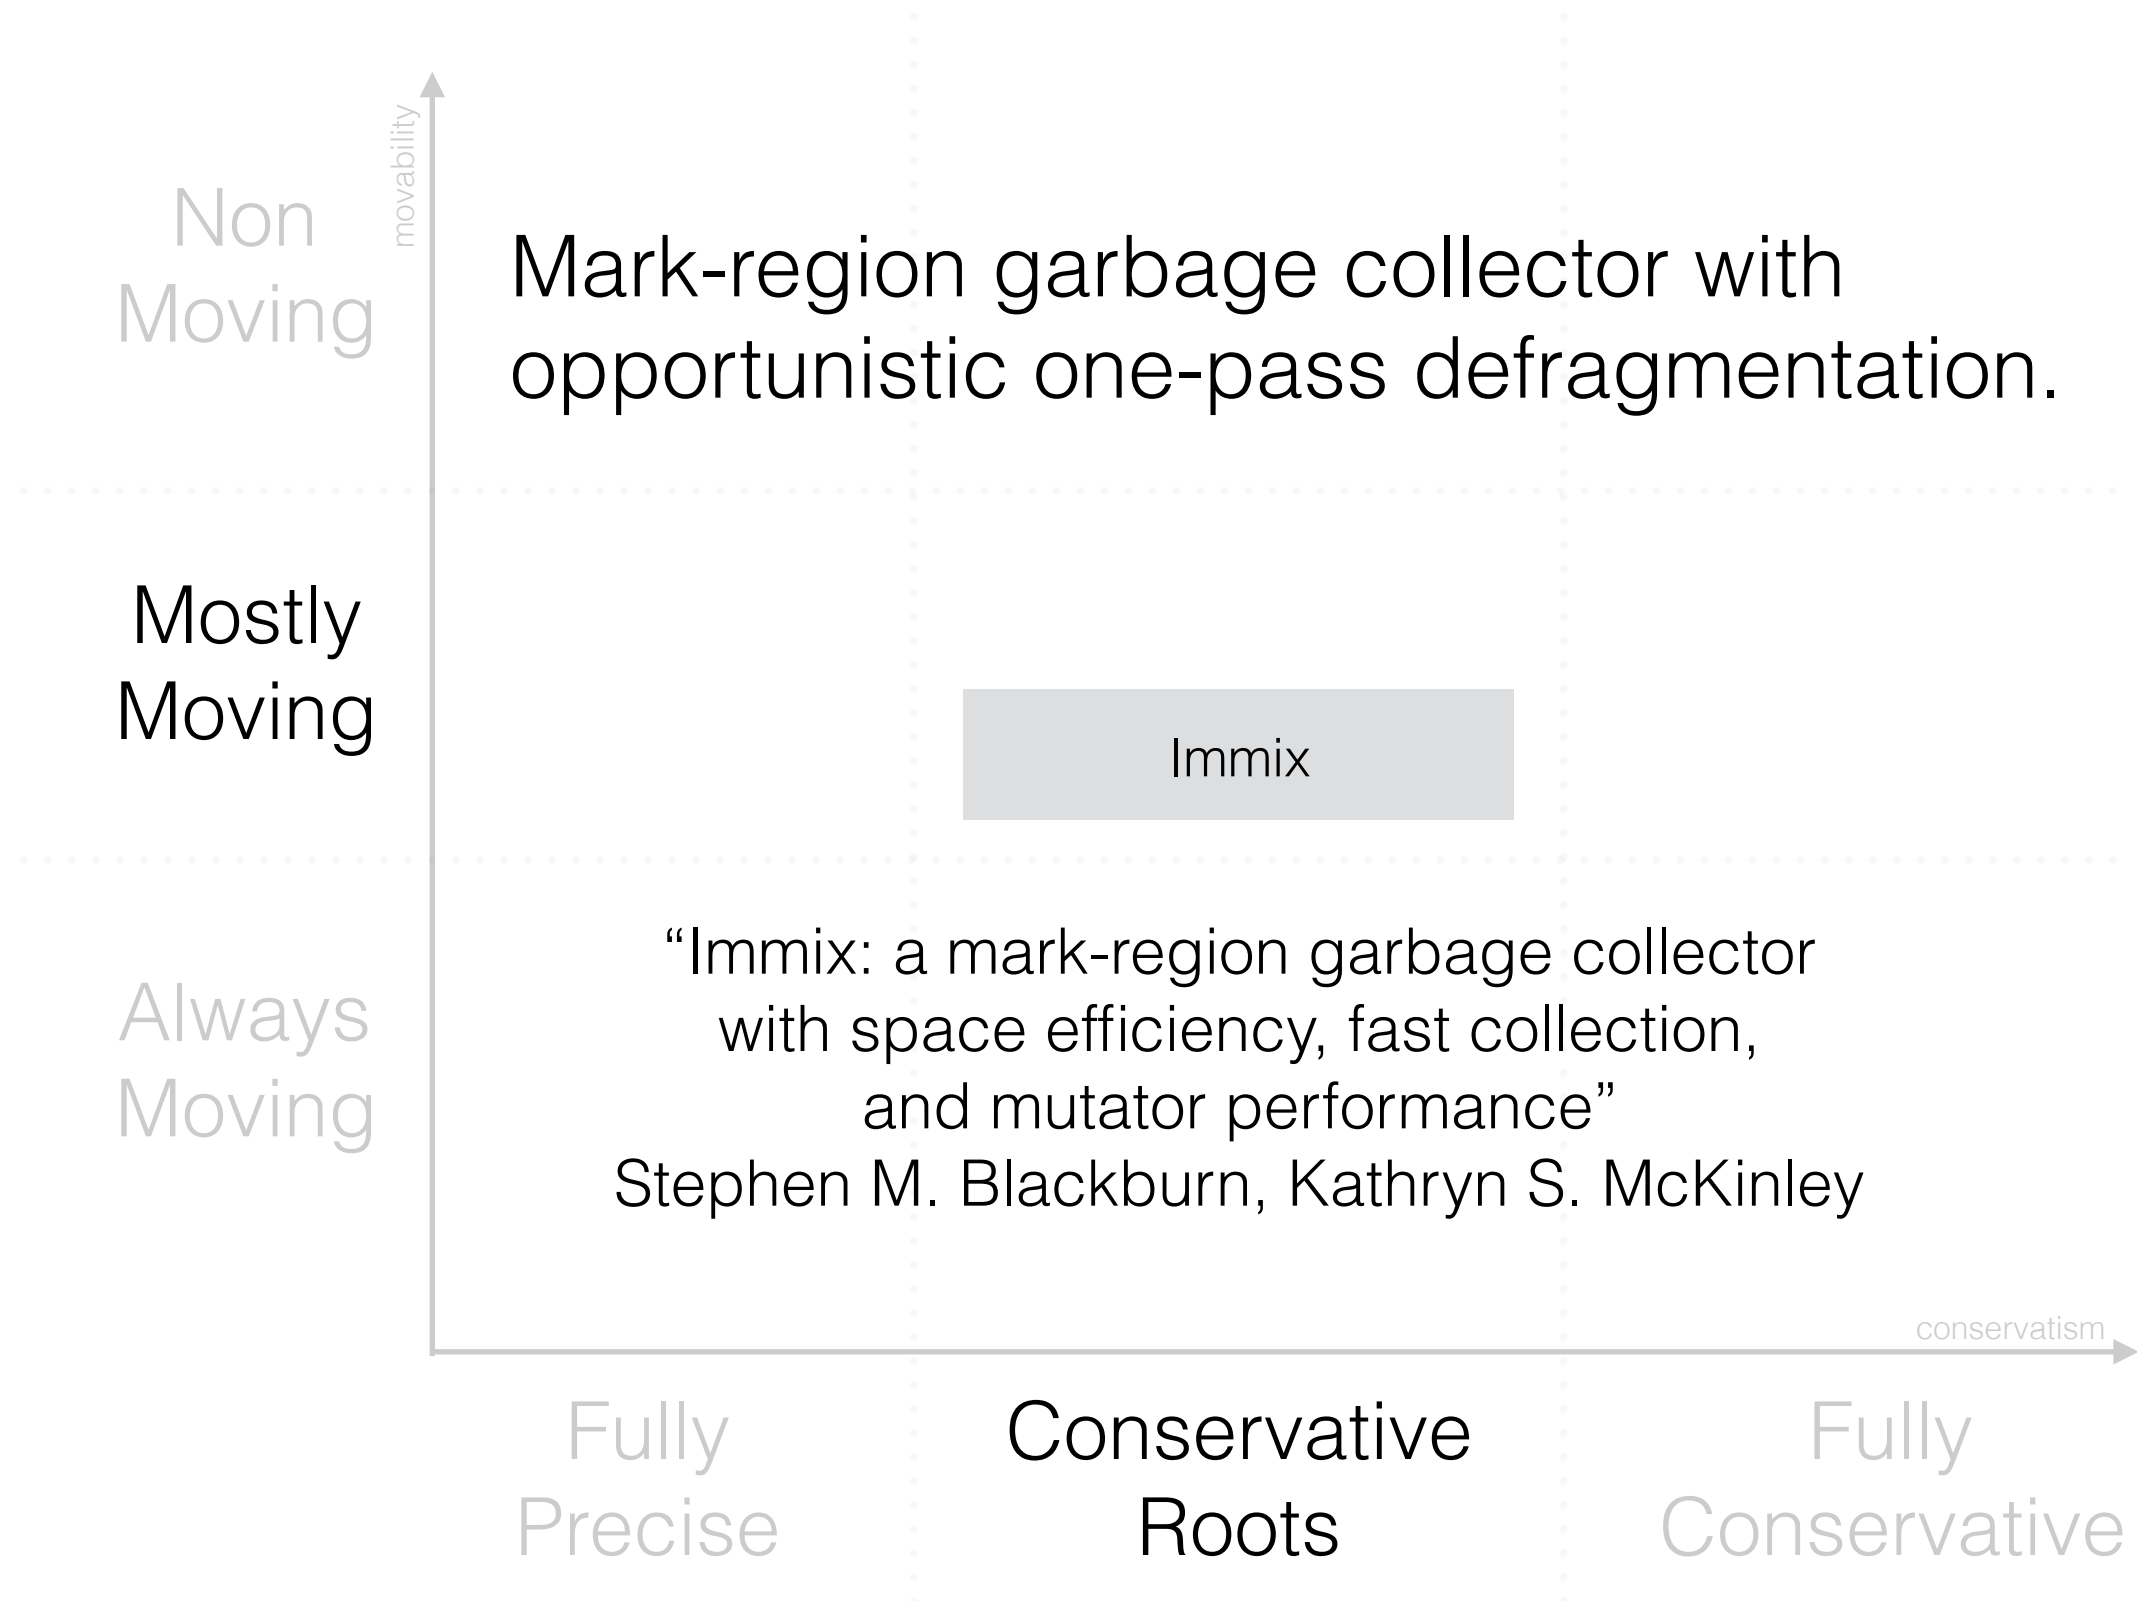 movability
Non
Moving
Mark-region garbage collector with
opportunistic one-pass defragmentation.
Mostly
Moving
Immix
Always
Moving
“Immix: a mark-region garbage collector
with space efficiency, fast collection,
and mutator performance”
Stephen M. Blackburn, Kathryn S. McKinley
conservatism
Fully
Precise
Conservative
Roots
Fully
Conservative